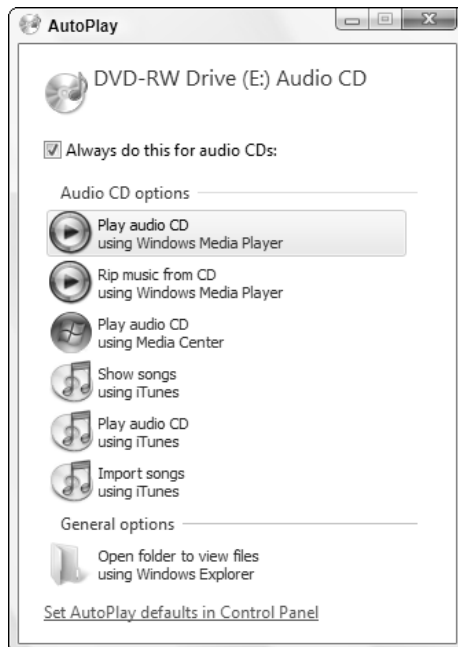 AutoPlay
DVD-RW Drive (E:) Audio CD
Always do this for audio CDs:
Audio CD options
Play audio CD
using Windows Media Player
Rip music from CD
using Windows Media Player
Play audio CD
using Media Center
Show songs
using iTunes
Play audio CD
using iTunes
Import songs
using iTunes
General options
Open folder to view files
using Windows Explorer
Set AutoPlay defaults in Control Panel